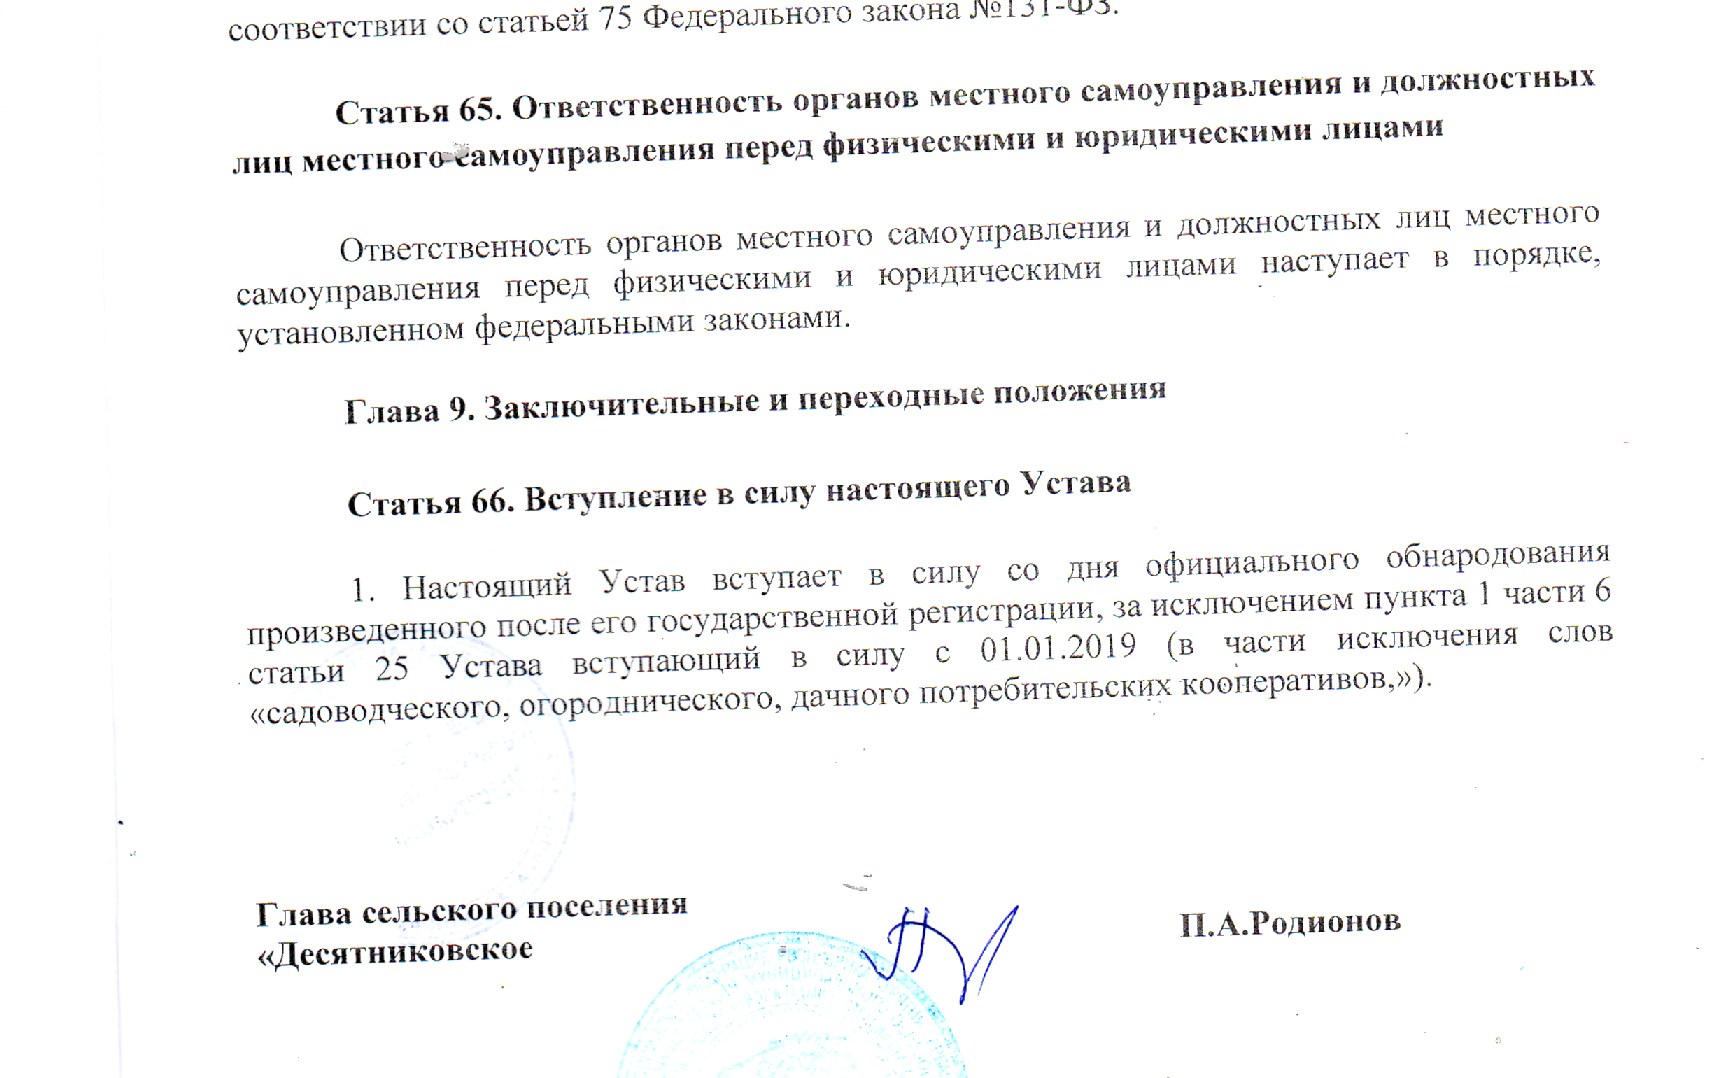 соответствии со статьей 75 Федерального закона №131-ФЗ.
Статья 65. Ответственность органов местного самоуправления и должностных
лиц местного самоуправления перед физическими и юридическими лицами
Ответственность органов местного самоуправления и должностных лиц местного
самоуправления перед физическими и юридическими лицами наступает в порядке,
установленном федеральными законами.
Глава 9. Заключительные и переходные положения
Статья 66. Вступление в силу настоящего Устава
1. Настоящий Устав вступает в силу со дня официального обнародования
произведенного после его государственной регистрации, за исключением пункта 1 части 6
статьи 25 Устава вступающий в силу с 01.01.2019 (в части исключения слов
«садоводческого, огороднического, дачного потребительских кооперативов,»).
Глава сельского поселения
«Десятниковское
П.А.Родионов